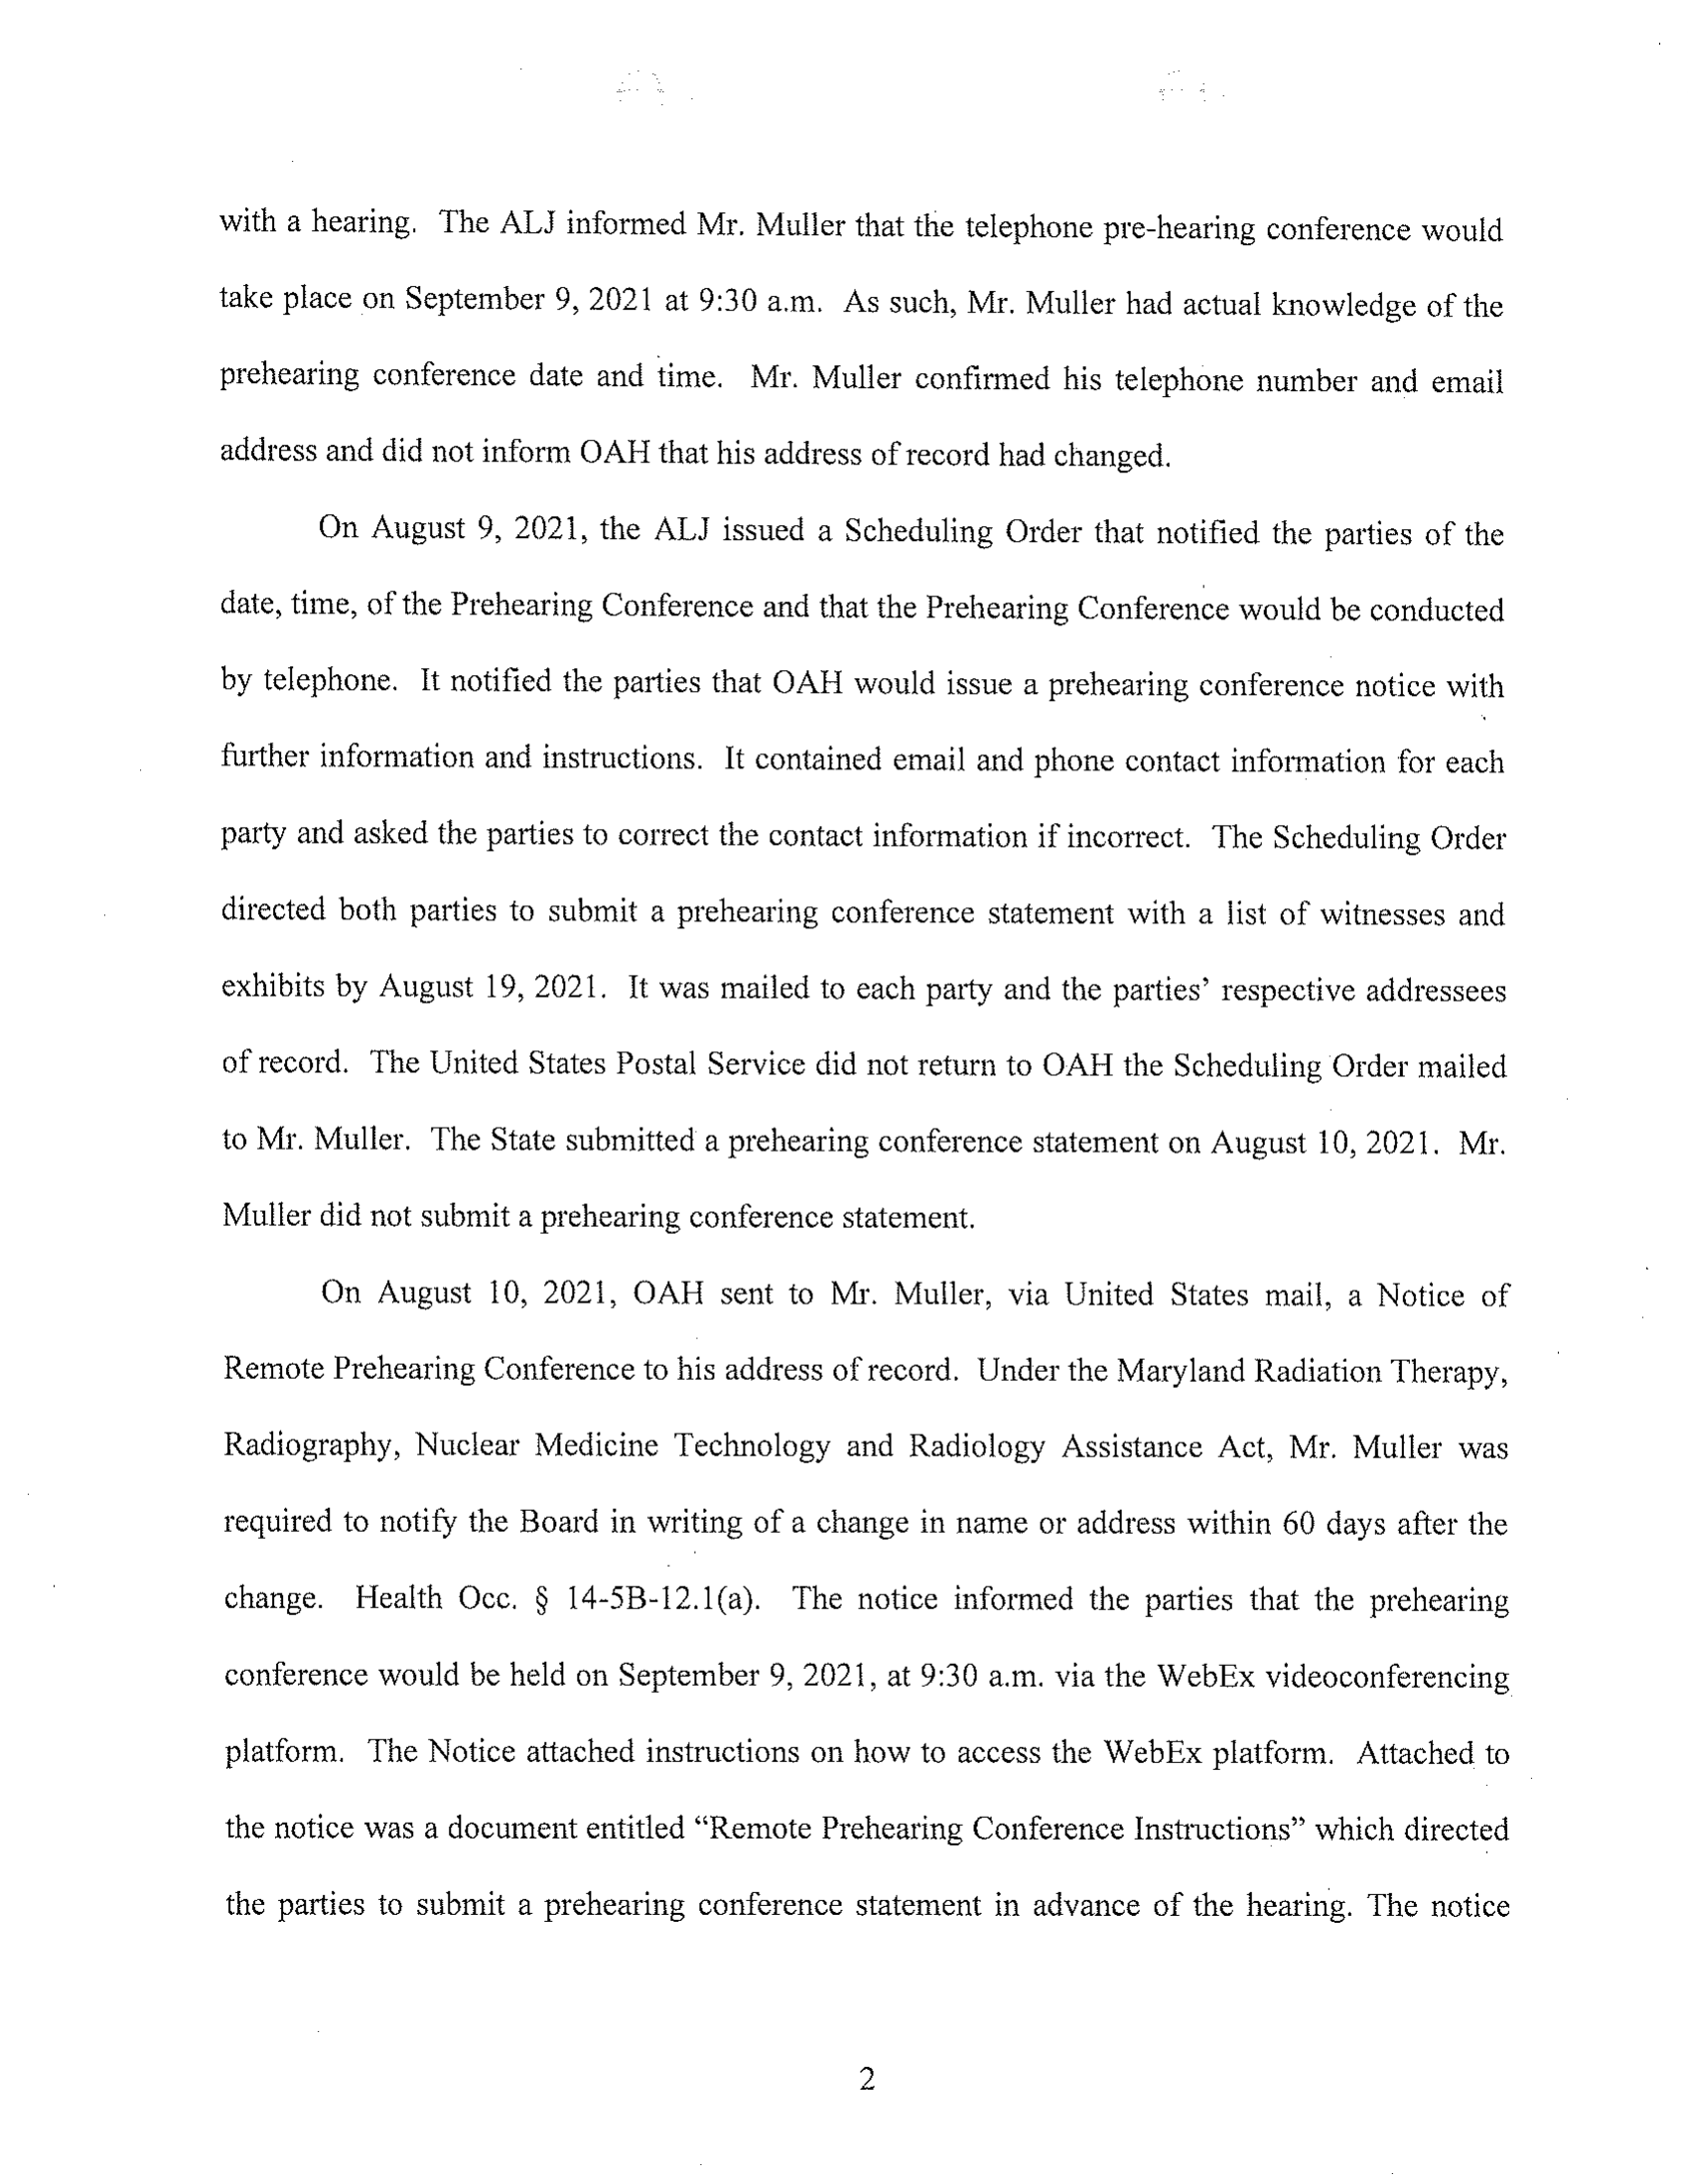 with a hearing. The ALJ informed Mr. Muller that the telephone pre-hearing conference would
take place on September 9, 2021 at 9:30 a.m. As such, Mr. Muller had actual knowledge of the
prehearing conference date and time. Mr. Muller confirmed his telephone number and email
address and did not inform OAH that his address of record had changed.
On August 9, 2021, the ALJ issued a Scheduling Order that notified the parties of the
date, time, of the Prehearing Conference and that the Prehearing Conference would be conducted
by telephone. It notified the parties that OAH would issue a prehearing conference notice with
further information and instructions. It contained email and phone contact information for each
party and asked the parties to correct the contact information if incorrect. The Scheduling Order
directed both parties to submit a prehearing conference statement with a list of witnesses and
exhibits by August 19, 2021. It was mailed to each party and the parties’ respective addressees
of record. The United States Postal Service did not return to OAH the Scheduling Order mailed
to Mr. Muller. The State submitted a prehearing conference statement on August 10, 2021. Mr.
Muller did not submit a prehearing conference statement.
On August 10, 2021, OAH sent to Mr. Muller, via United States mail, a Notice of
Remote Prehearing Conference to his address of record. Under the Maryland Radiation Therapy,
Radiography, Nuclear Medicine Technology and Radiology Assistance Act, Mr. Muller was
required to notify the Board in writing of a change in name or address within 60 days after the
change. Health Occ. § 14-5B-12.1(a). The notice informed the parties that the prehearing
conference would be held on September 9, 2021, at 9:30 a.m. via the WebEx videoconferencing
platform. The Notice attached instructions on how to access the WebEx platform. Attached to
the notice was a document entitled “Remote Prehearing Conference Instructions” which directed
the parties to submit a prehearing conference statement in advance of the hearing. The notice
2